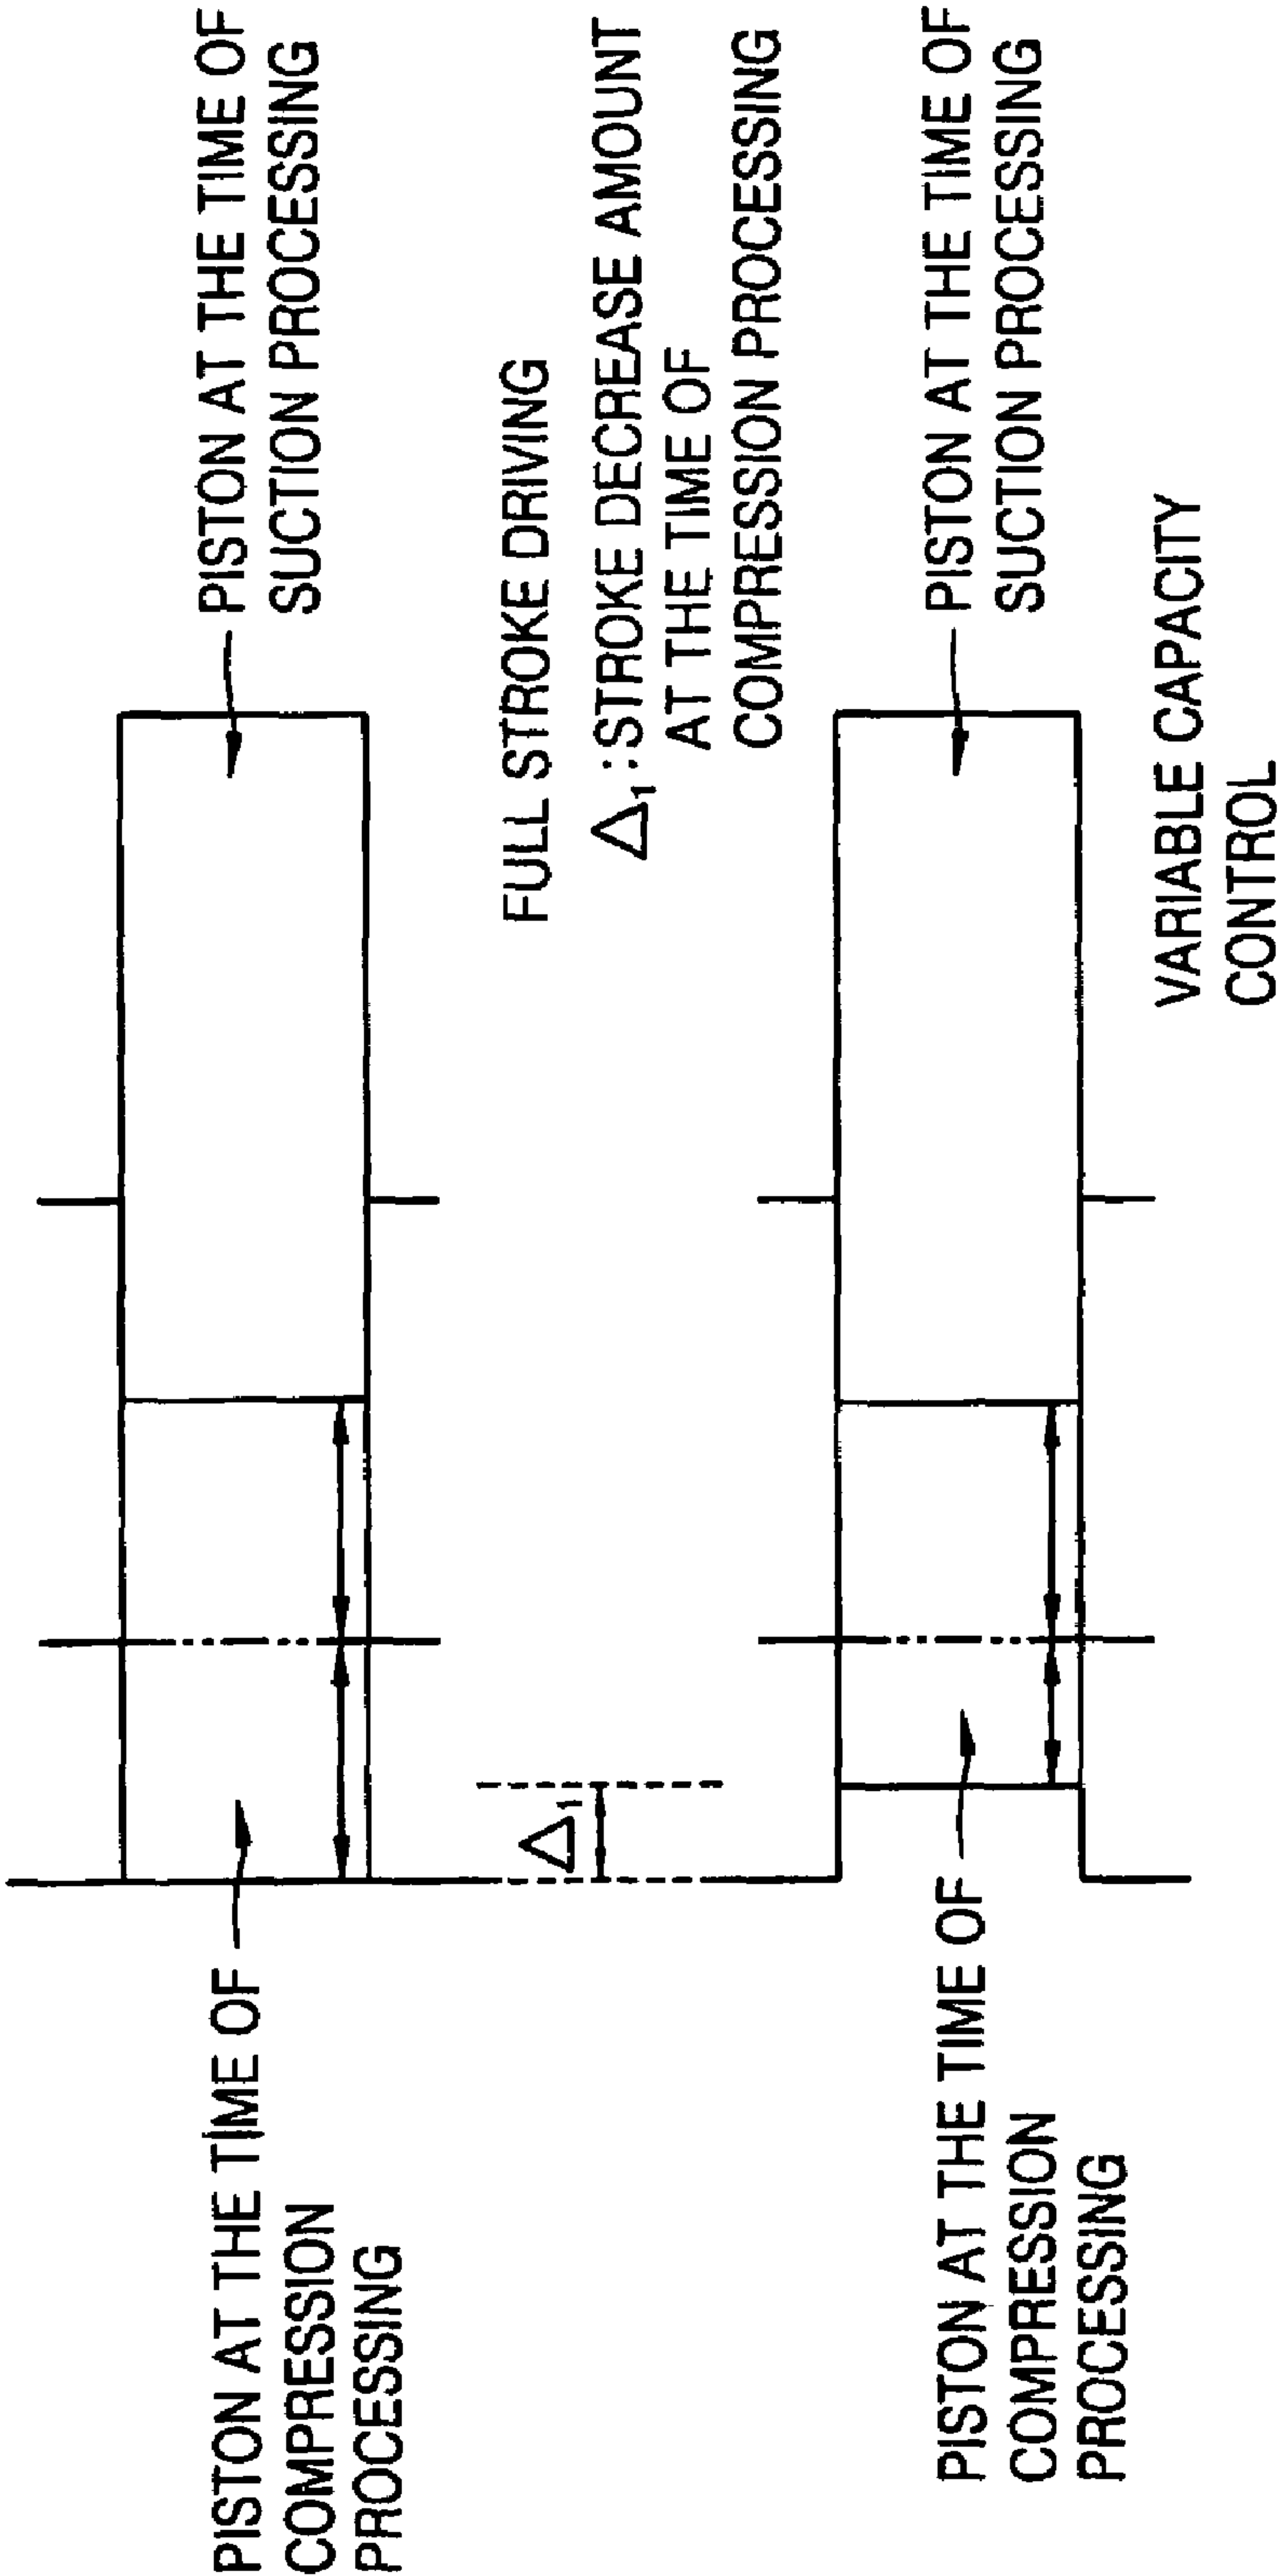 PISTON AT THE TIME OF
COMPRESSION
PROCESSING
PISTON AT THE TIME OF
SUCTION PROCESSING
FULL STROKE DRIVING
Δ1
Δ1 :STROKE DECREASE AMOUNT
AT THE TIME OF
COMPRESSION PROCESSING
PISTON AT THE TIME OF
COMPRESSION
PROCESSING
PISTON AT THE TIME OF
SUCTION PROCESSING
VARIABLE CAPACITY
CONTROL